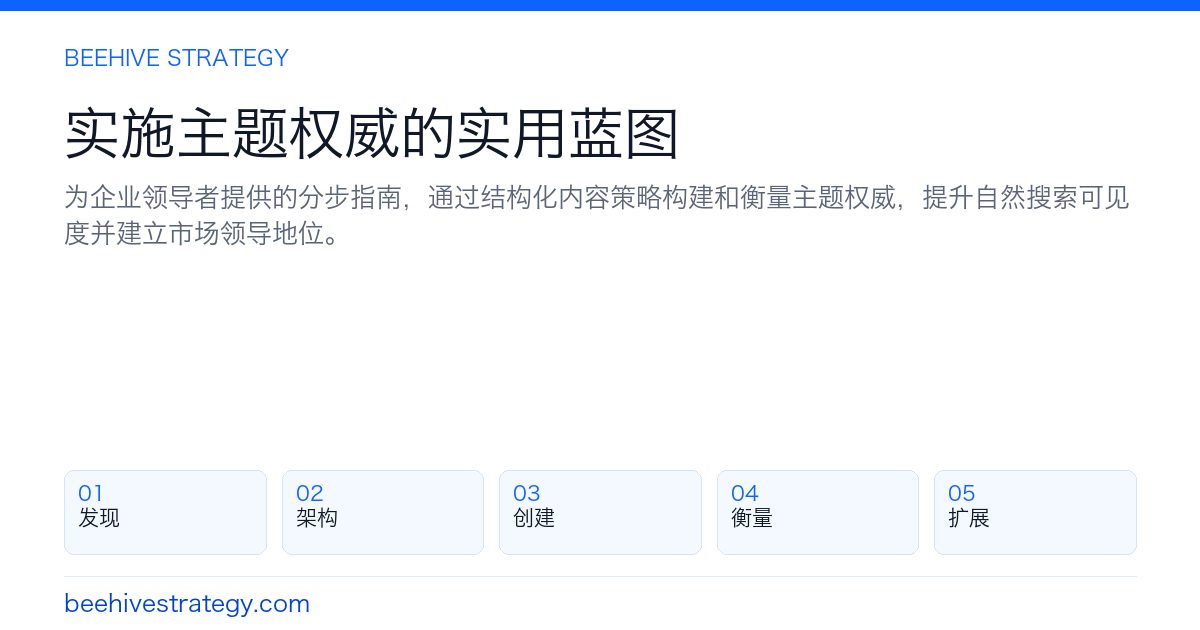 BEEHIVE STRATEGY
实施主题权威的实用蓝图
为企业领导者提供的分步指南，通过结构化内容策略构建和衡量主题权威，提升自然搜索可见
度并建立市场领导地位。
01
发现
02
架构
03
创建
04
衡量
05
扩展
beehivestrategy.com